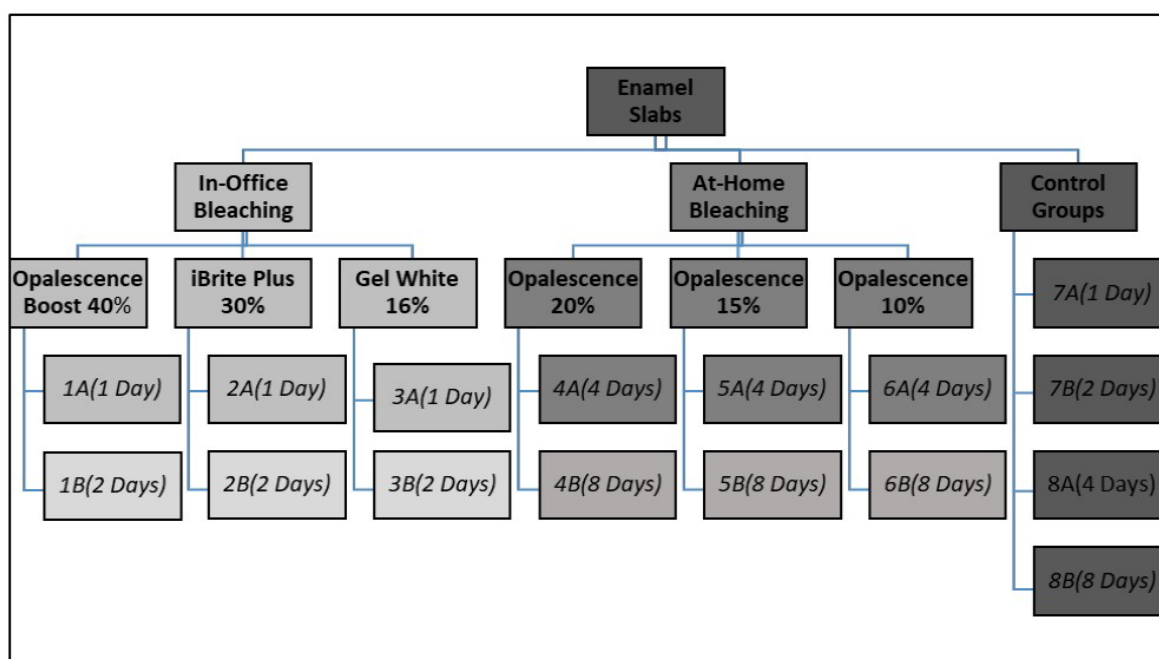 Enamel
Slabs
In-Office
Bleaching
At-Home
Bleaching
Control
Groups
Opalescence
Boost 40%
iBrite Plus
30%
Gel White
16%
Opalescence
20%
Opalescence
15%
Opalescence
10%
1A(1 Day)
2A(1 Day)
3A(1 Day)
4A(4 Days)
5A(4 Days)
6A(4 Days)
7A(1 Day)
1B(2 Days)
2B(2 Days)
3B(2 Days)
4B(8 Days)
5B(8 Days)
6B(8 Days)
7B(2 Days)
8A(4 Days)
8B(8 Days)